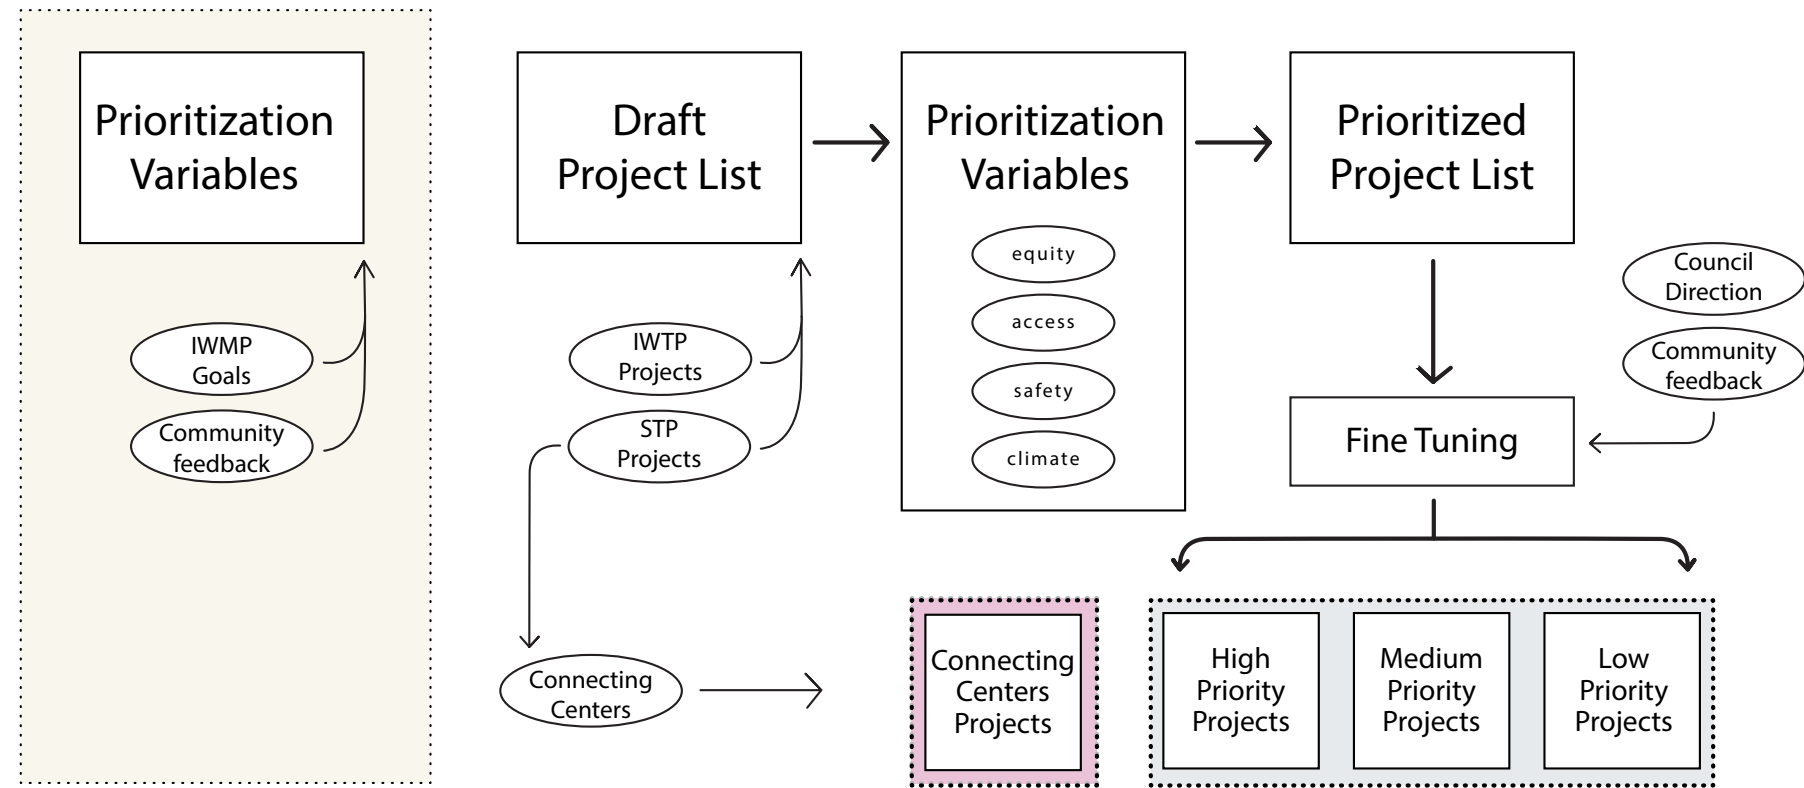 Prioritization
Variables
IWMP
Goals
Community
feedback
Draft
Project List
IWTP
Projects
STP
Projects
Connecting
Centers
Prioritization
Variables
equity
access
safety
climate
Prioritized
Project List
Council
Direction
Community
feedback
Fine Tuning
Connecting
Centers
Projects
High
Priority
Projects
Medium
Priority
Projects
Low
Priority
Projects